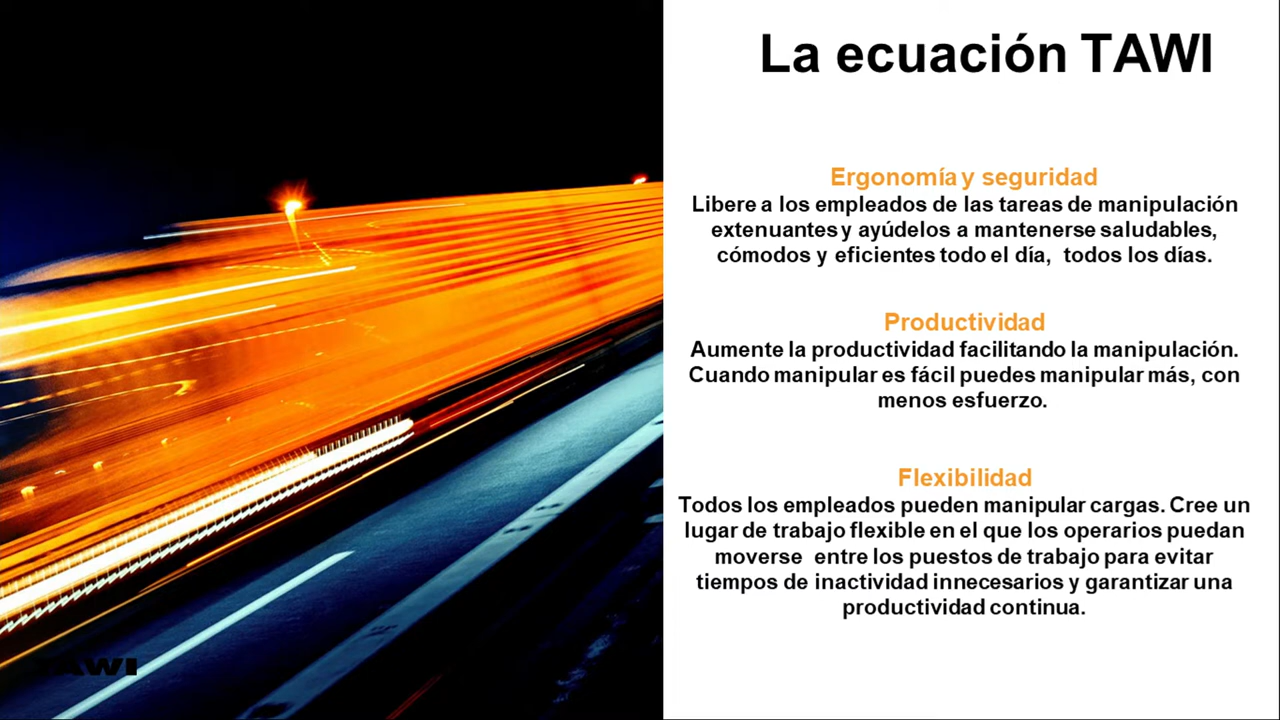 La ecuación TAWI
Ergonomía y seguridad
Libere a los empleados de las tareas de manipulación
extenuantes y ayúdelos a mantenerse saludables,
cómodos y eficientes todo el día, todos los días.
Productividad
Aumente la productividad facilitando la manipulación.
Cuando manipular es fácil puedes manipular más, con
menos esfuerzo.
Flexibilidad
Todos los empleados pueden manipular cargas. Cree un
lugar de trabajo flexible en el que los operarios puedan
moverse entre los puestos de trabajo para evitar
tiempos de inactividad innecesarios y garantizar una
productividad continua.
TAWI